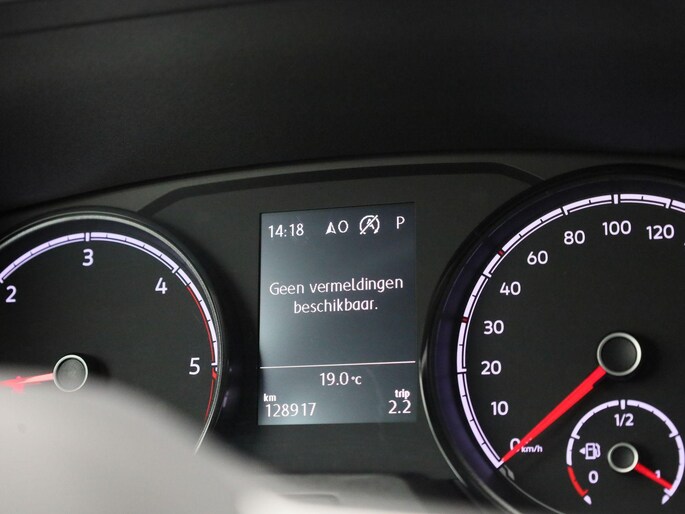 14:18 O P
Geen vermeldingen
beschikbaar.
19.0 °C
km trip
128917 2.2
2 3 4 5
0 10 20 30 40 60 80 100 120
km/h
0 1/2 1